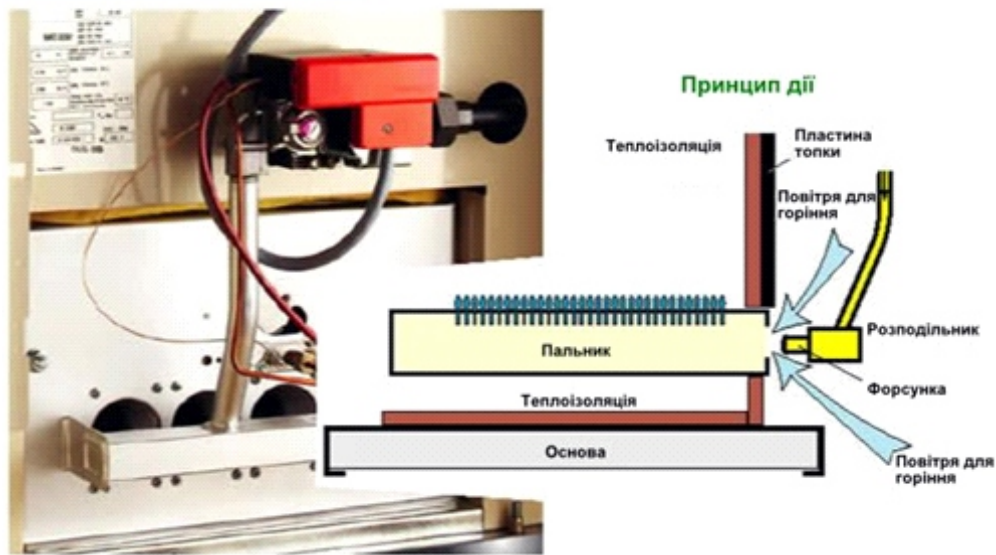 Принцип дії
Теплоізоляція
Пластина
топки
Повітря для
горіння
Розподільник
Пальник
Форсунка
Теплоізоляція
Основа
Повітря для
горіння